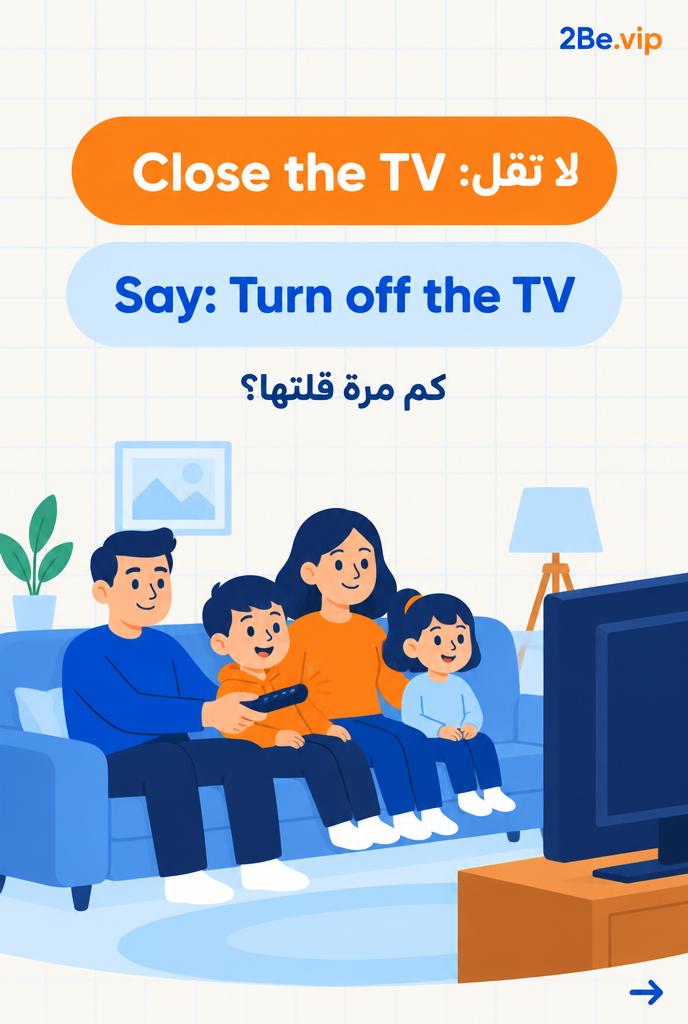 2Be.vip
لا تقل: Close the TV
Say: Turn off the TV
كم مرة قلتها؟